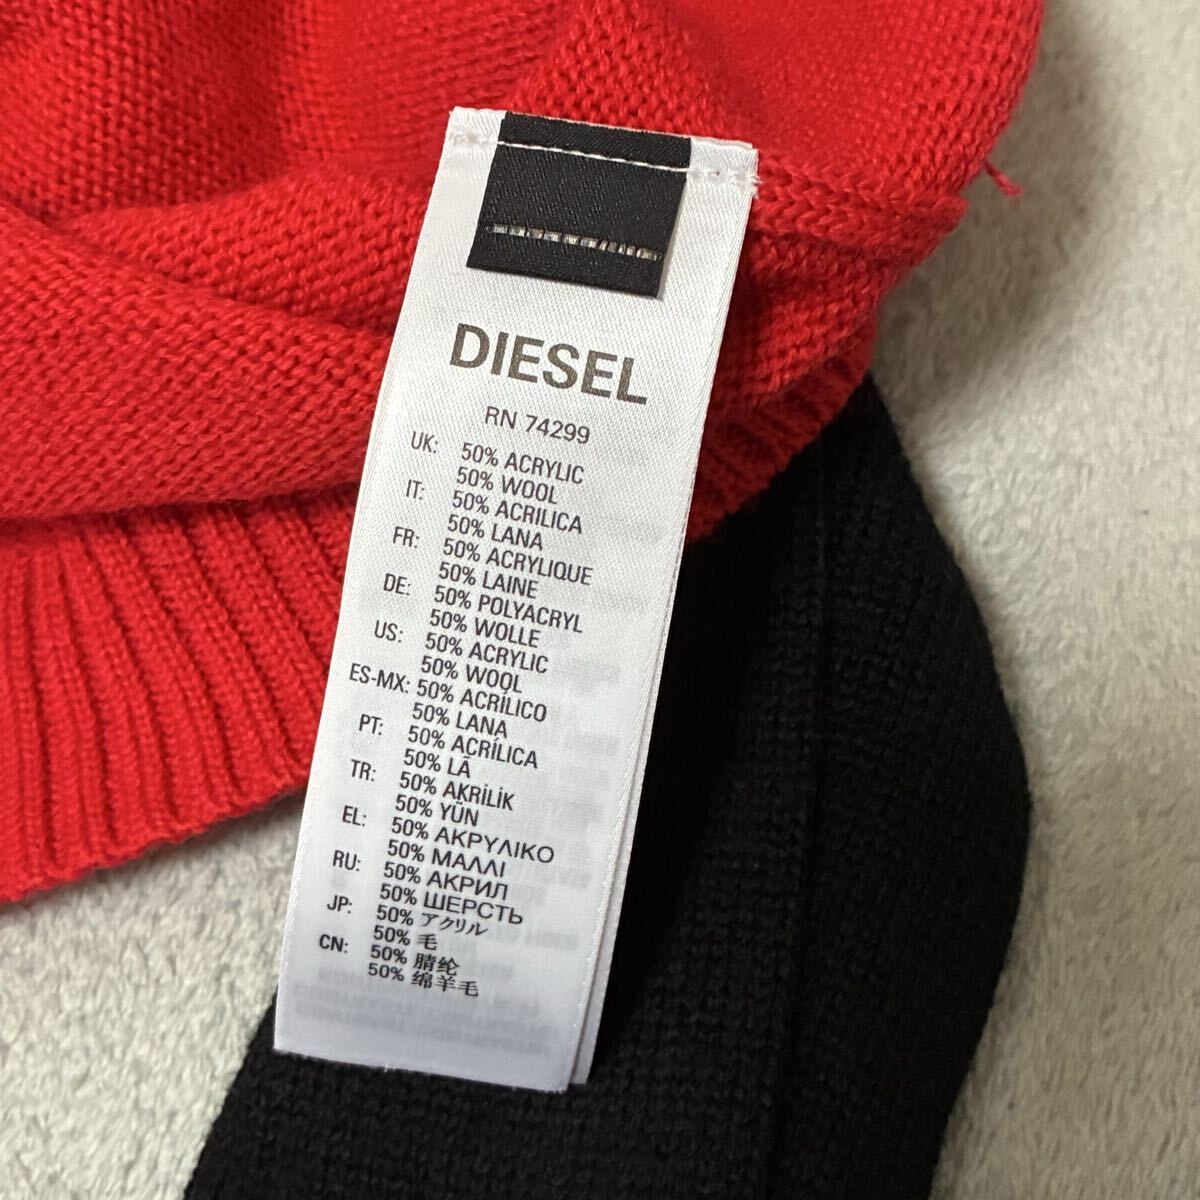 DIESEL
RN 74299
UK: 50% ACRYLIC
50% WOOL
IT: 50% ACRILICA
50% LANA
FR: 50% ACRYLIQUE
50% LAINE
DE: 50% POLYACRYL
50% WOLLE
US: 50% ACRYLIC
50% WOOL
ES-MX: 50% ACRÍLICO
50% LANA
PT: 50% ACRÍLICA
50% LÃ
TR: 50% AKRİLİK
50% YÜN
EL: 50% ΑΚΡΥΛΙΚΟ
50% ΜΑΛΛΙ
RU: 50% АКРИЛ
50% ШЕРСТЬ
JP: 50% アクリル
50% 毛
CN: 50% 腈纶
50% 绵羊毛